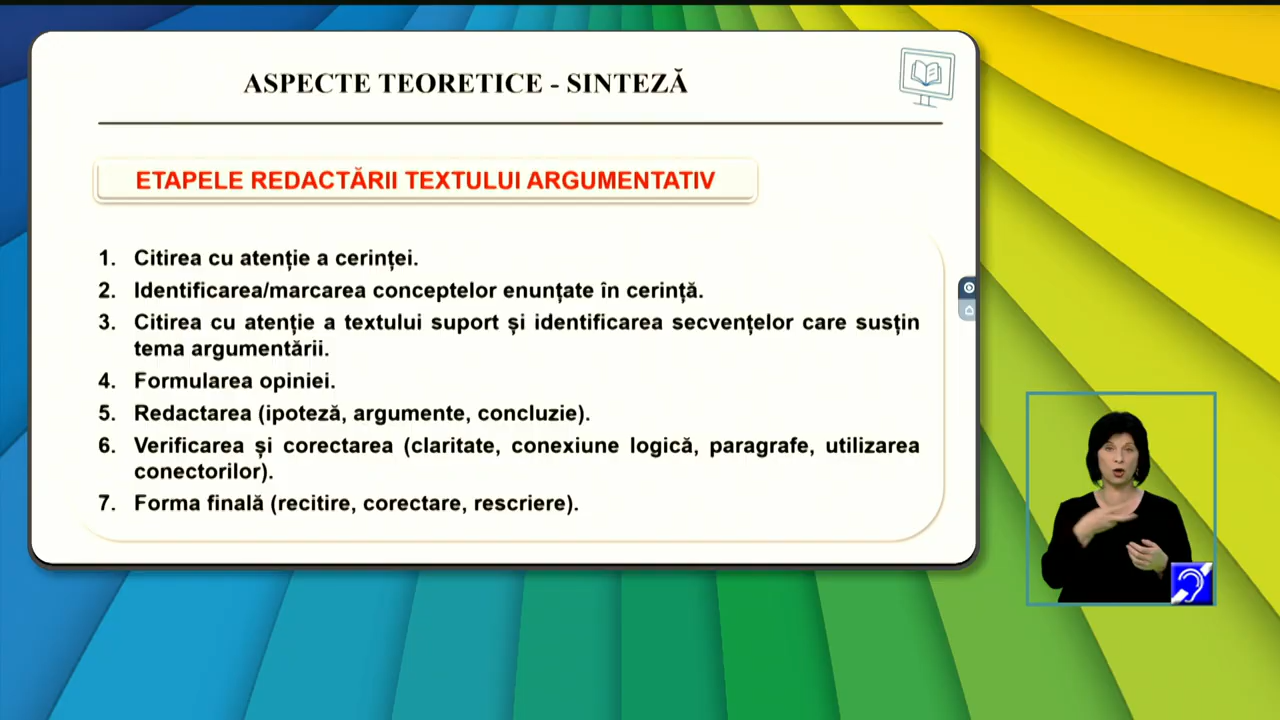 ASPECTE TEORETICE - SINTEZĂ
ETAPELE REDACTĂRII TEXTULUI ARGUMENTATIV
1. Citirea cu atenție a cerinței.
2. Identificarea/marcarea conceptelor enunțate în cerință.
3. Citirea cu atenție a textului suport și identificarea secvențelor care susțin
tema argumentării.
4. Formularea opiniei.
5. Redactarea (ipoteză, argumente, concluzie).
6. Verificarea și corectarea (claritate, conexiune logică, paragrafe, utilizarea
conectorilor).
7. Forma finală (recitire, corectare, rescriere).